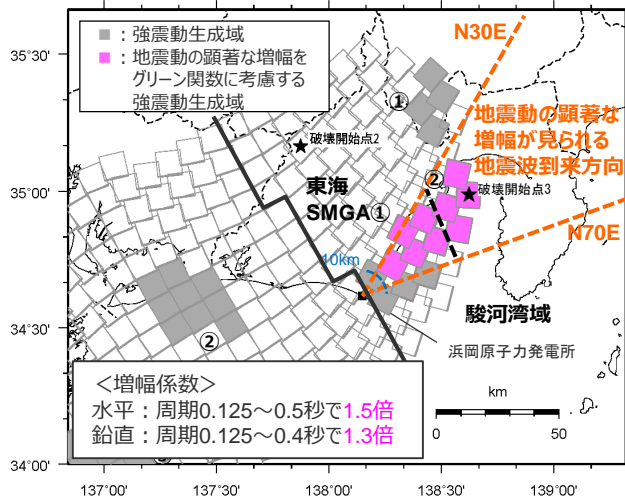 35°30'
35°00'
34°30'
34°00'
■：強震動生成域
■：地震動の顕著な増幅を
グリーン関数に考慮する
強震動生成域
N30E
①
地震動の顕著な
増幅が見られる
地震波到来方向
★破壊開始点2
②
★破壊開始点3
東海
SMGA①
N70E
10km
駿河湾域
②
浜岡原子力発電所
＜増幅係数＞
水平：周期0.125～0.5秒で1.5倍
鉛直：周期0.125～0.4秒で1.3倍
km
0 50
137°00' 137°30' 138°00' 138°30' 139°00'